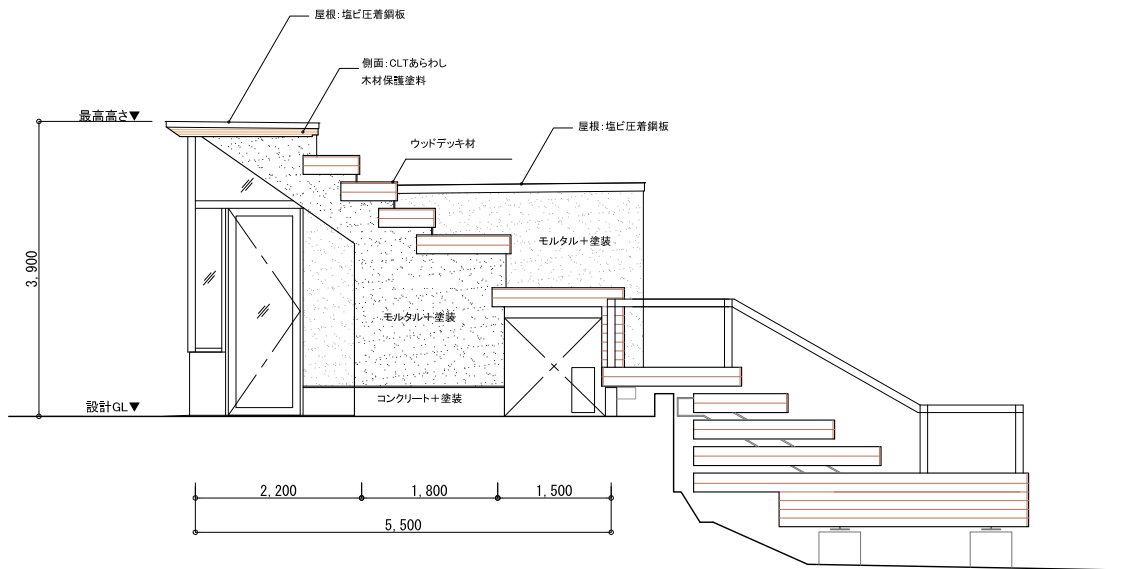 屋根：塩ビ圧着鋼板
側面：CLTあらわし
木材保護塗料
最高高さ▼
屋根：塩ビ圧着鋼板
ウッドデッキ材
モルタル＋塗装
3,900
モルタル＋塗装
コンクリート＋塗装
設計GL▼
2,200
1,800
1,500
5,500